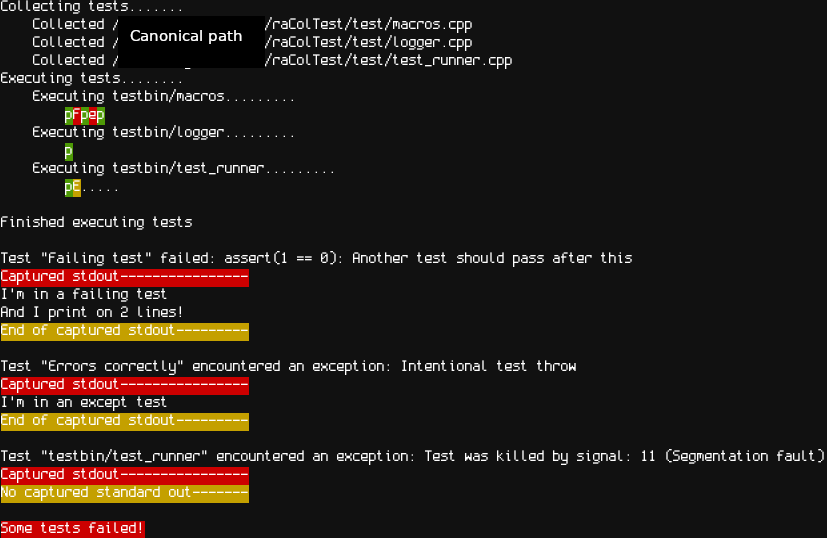 Collecting tests.......
Collected / Canonical path /raColTest/test/macros.cpp
Collected / /raColTest/test/logger.cpp
Collected / /raColTest/test/test_runner.cpp
Executing tests........
Executing testbin/macros.........
pFpep
Executing testbin/logger.........
p
Executing testbin/test_runner.........
pE.....
Finished executing tests
Test "Failing test" failed: assert(1 == 0): Another test should pass after this
Captured stdout----------------
I'm in a failing test
And I print on 2 lines!
End of captured stdout---------
Test "Errors correctly" encountered an exception: Intentional test throw
Captured stdout----------------
I'm in an except test
End of captured stdout---------
Test "testbin/test_runner" encountered an exception: Test was killed by signal: 11 (Segmentation fault)
Captured stdout----------------
No captured standard out-------
Some tests failed!